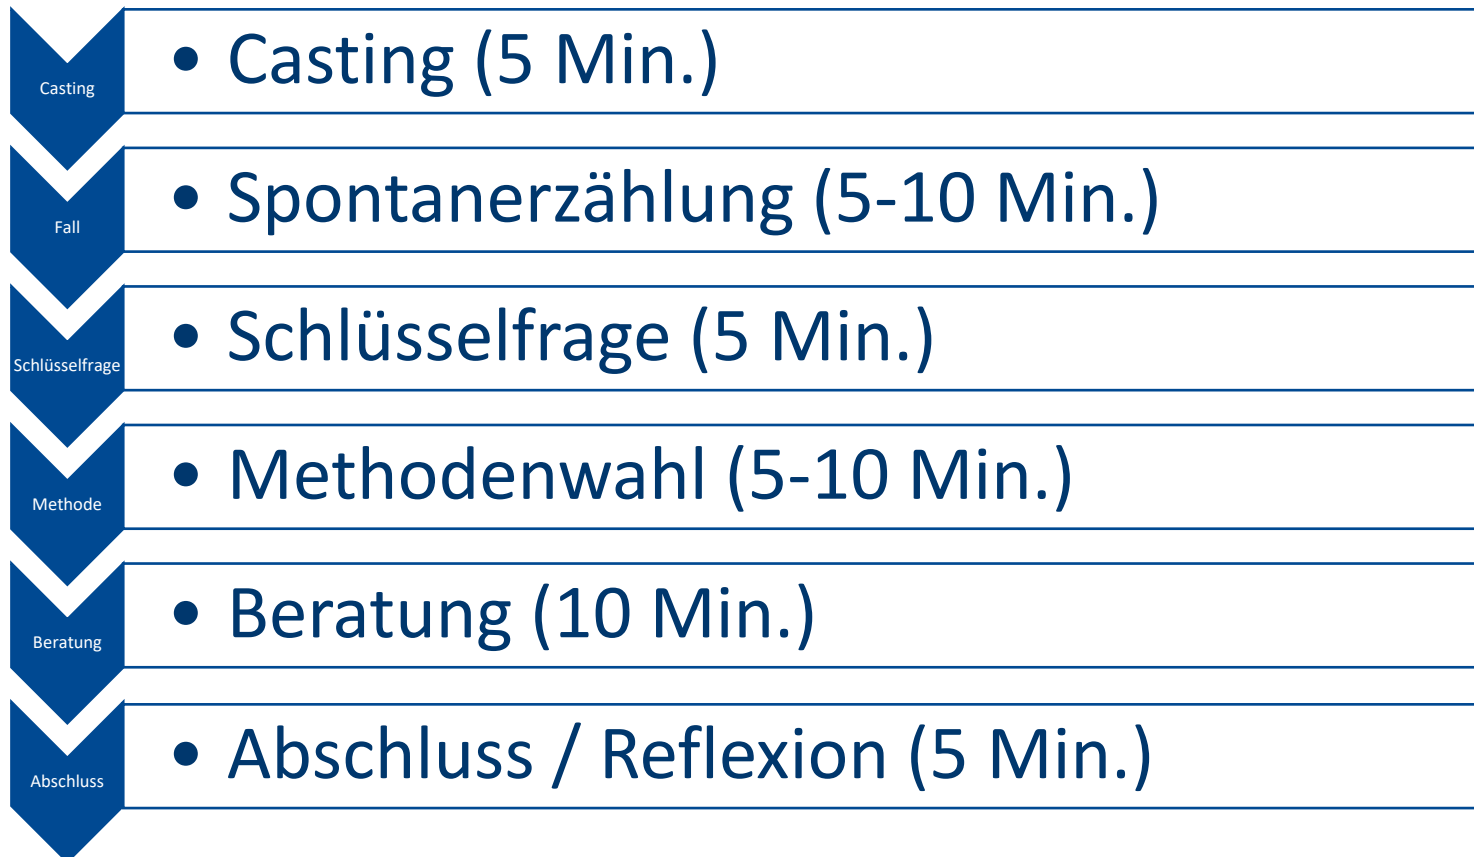 Casting
• Casting (5 Min.)
Fall
• Spontanerzählung (5-10 Min.)
Schlüsselfrage
• Schlüsselfrage (5 Min.)
Methode
• Methodenwahl (5-10 Min.)
Beratung
• Beratung (10 Min.)
Abschluss
• Abschluss / Reflexion (5 Min.)